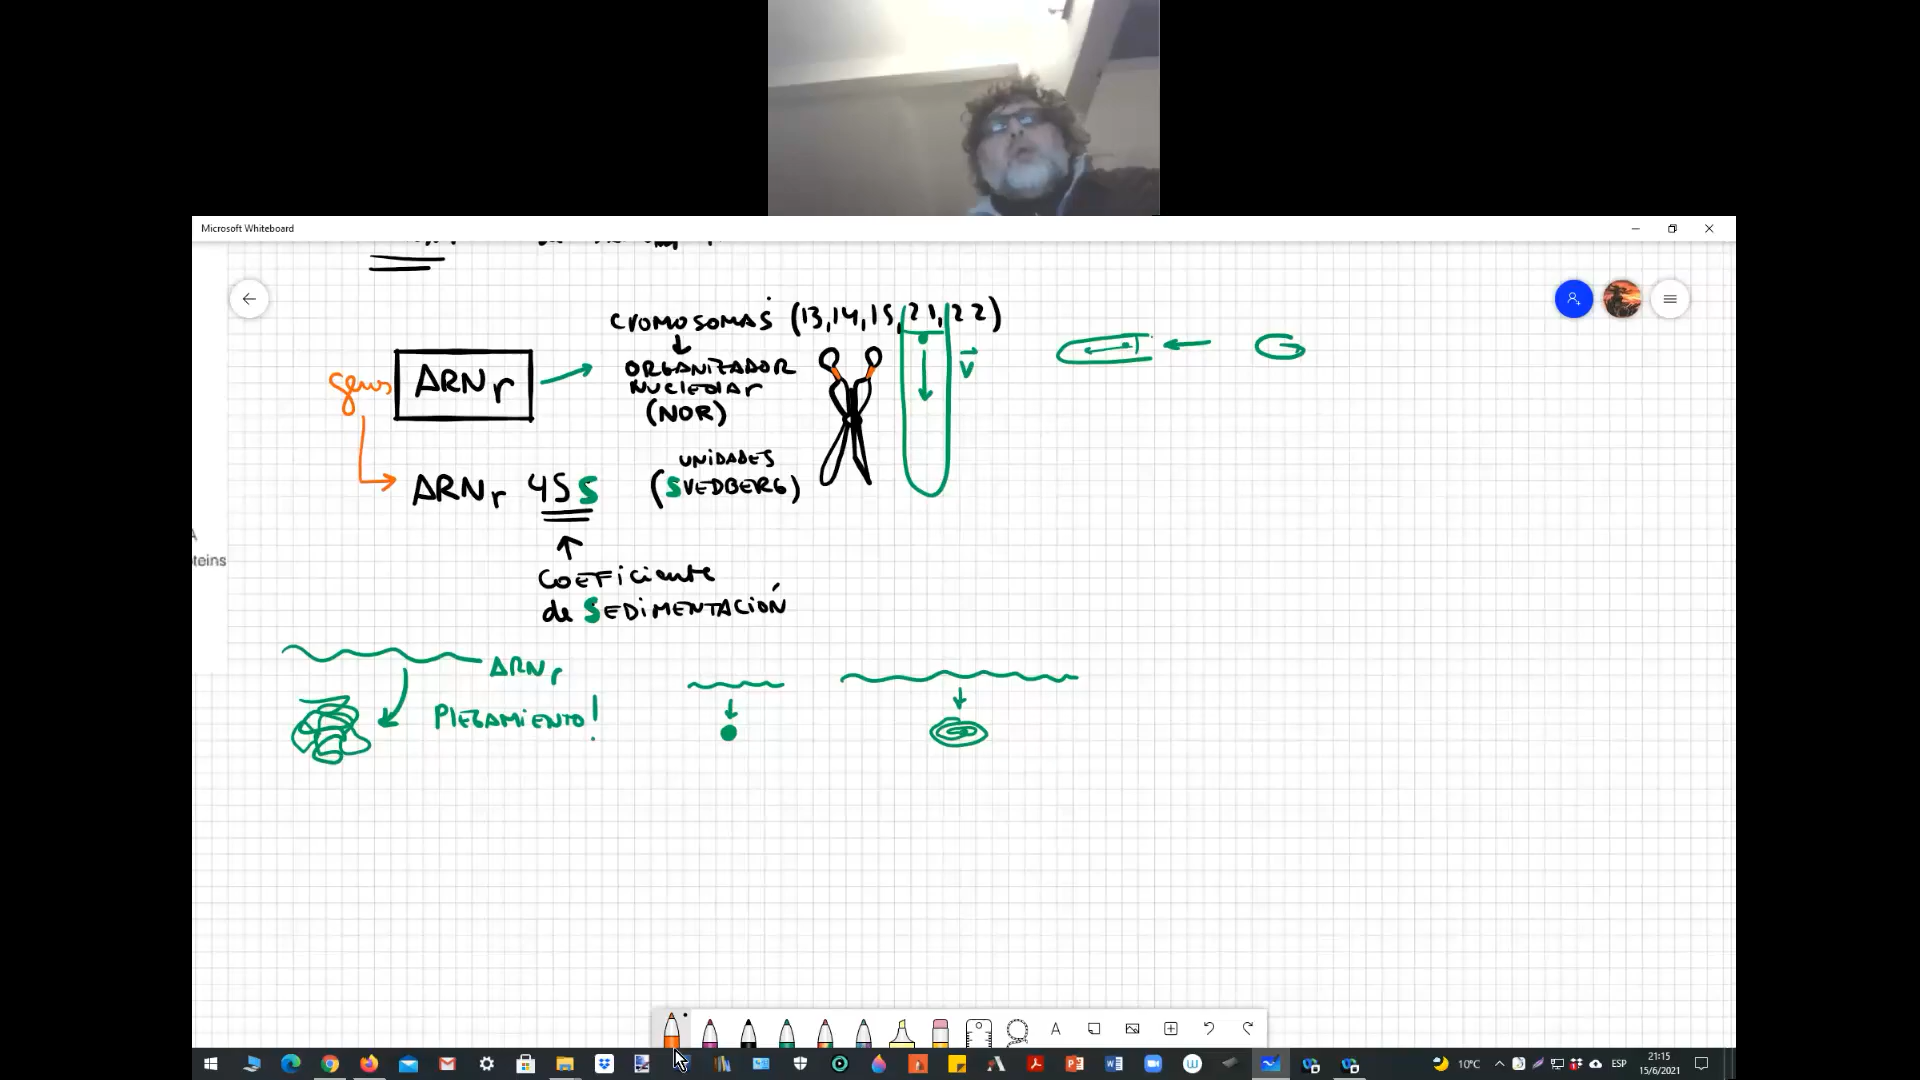 Microsoft Whiteboard
CROMOSOMAS (13,14,15,21,22)
ORGANIZADOR
NUCLEOLAR
(NOR)
genes
ARNr
V
G
UNIDADES
ARNr 45S (SVEDBERG)
teins
COEFICIENTE
de SEDIMENTACIÓN
ARNr
PLEGAMIENTO!
A
10°C
ESP
21:15
15/6/2021